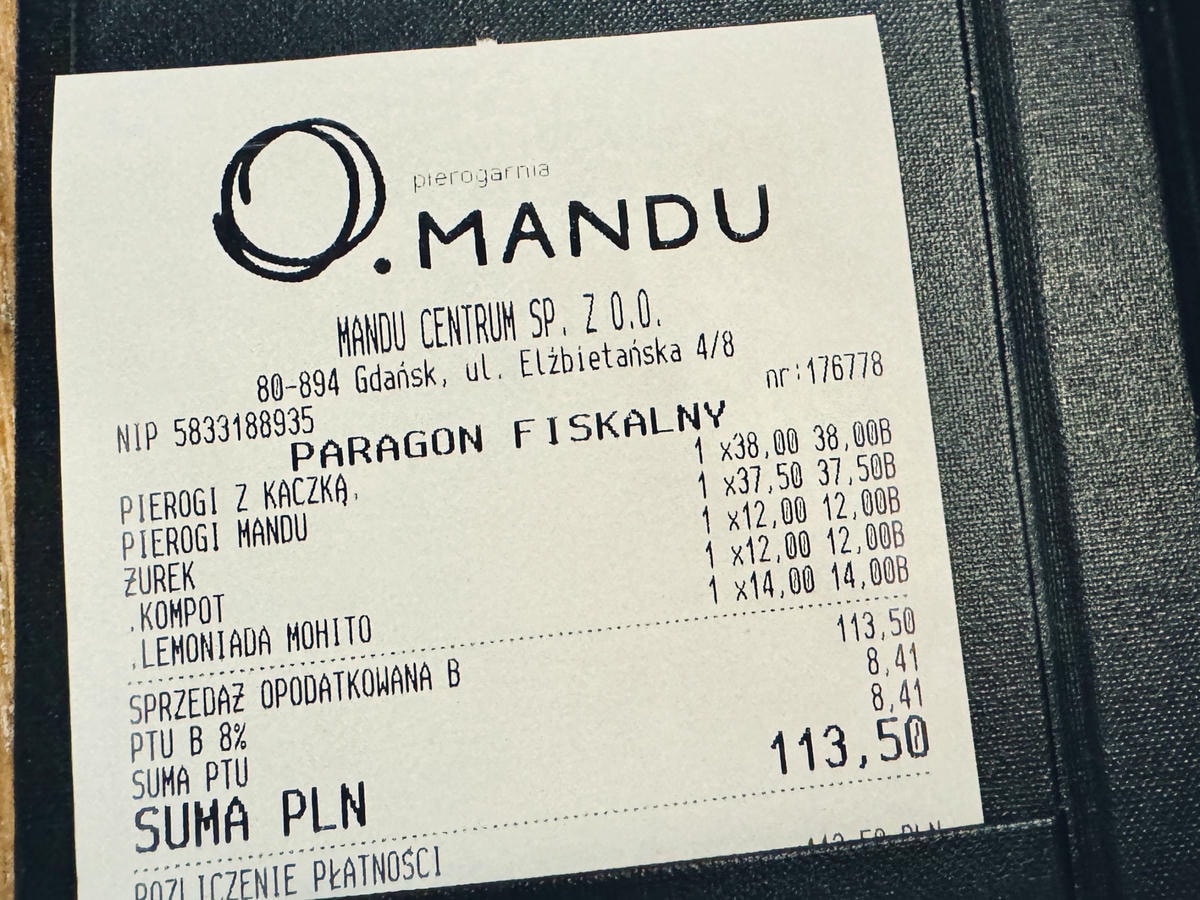 pierogarnia
O.MANDU
MANDU CENTRUM SP. Z O.O.
80-894 Gdańsk, ul. Elżbietańska 4/8
NIP 5833188935 nr:176778
PARAGON FISKALNY
PIEROGI Z KACZKĄ, 1 x38,00 38,00B
PIEROGI MANDU 1 x37,50 37,50B
ŻUREK 1 x12,00 12,00B
.KOMPOT 1 x12,00 12,00B
.LEMONIADA MOHITO 1 x14,00 14,00B
SPRZEDAŻ OPODATKOWANA B 113,50
PTU B 8% 8,41
SUMA PTU 8,41
SUMA PLN 113,50
ROZLICZENIE PŁATNOŚCI